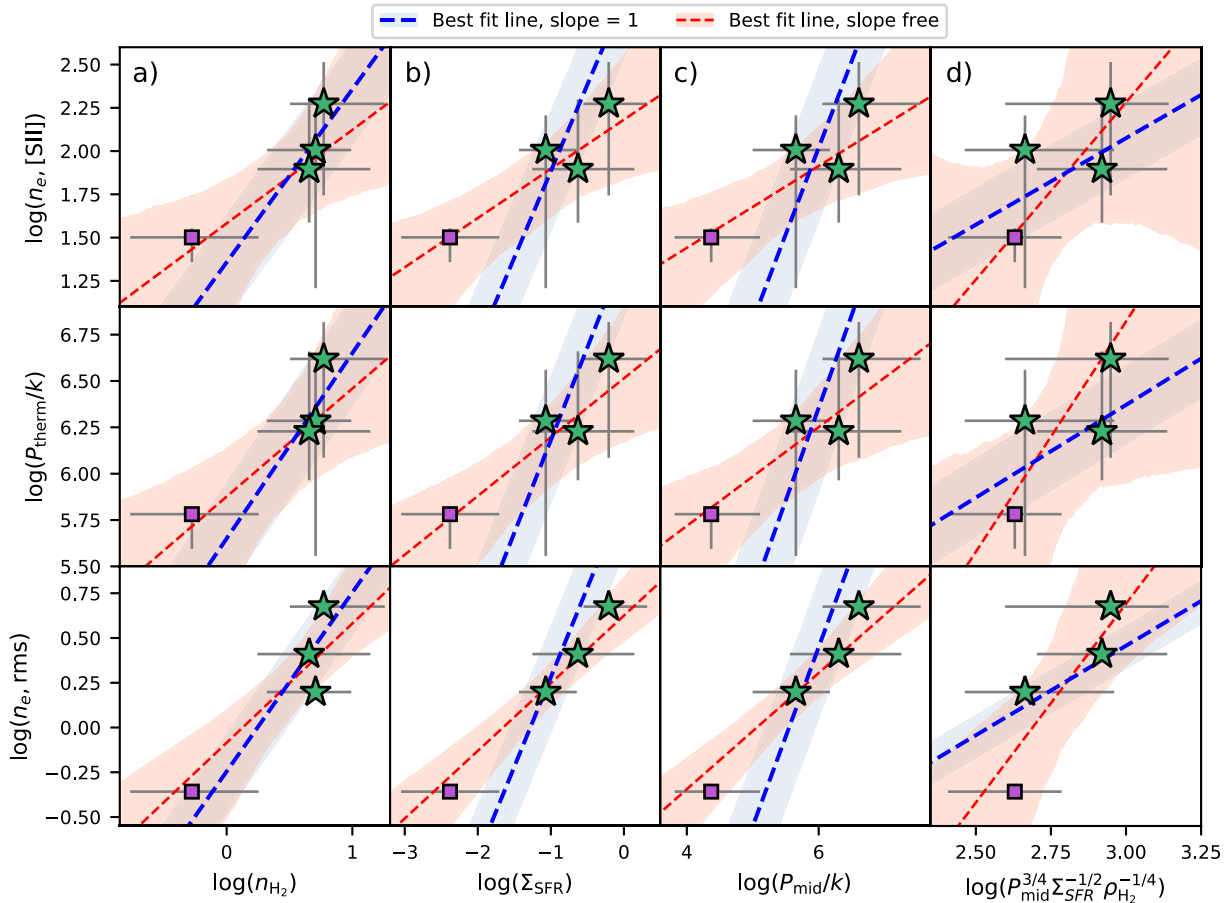 Best fit line, slope = 1 Best fit line, slope free
a) b) c) d)
log(n_e, [SII])
2.50
2.25
2.00
1.75
1.50
1.25
log(P_therm/k)
6.75
6.50
6.25
6.00
5.75
5.50
log(n_e, rms)
0.75
0.50
0.25
0.00
−0.25
−0.50
0 1 −3 −2 −1 0 4 6 2.50 2.75 3.00 3.25
log(n_H₂) log(Σ_SFR) log(P_mid/k) log(P_mid^{3/4} Σ_SFR^{−1/2} ρ_H₂^{−1/4})